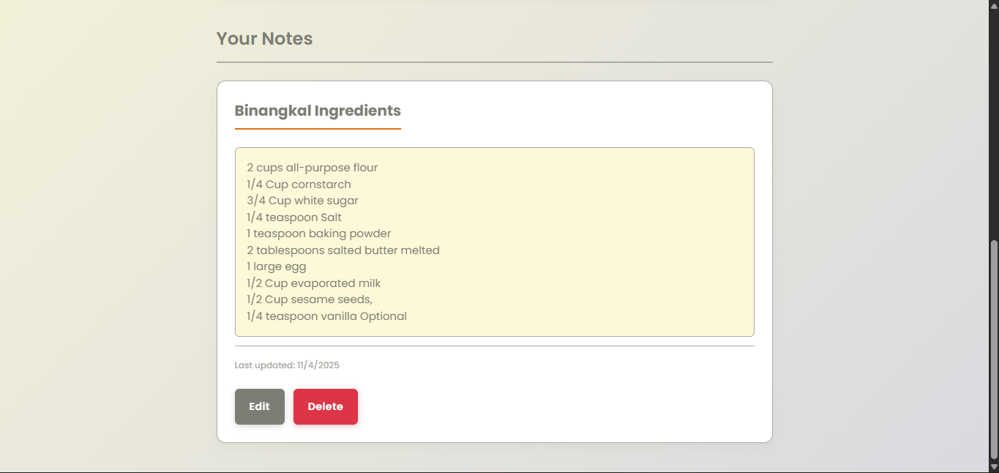 Your Notes
Binangkal Ingredients
2 cups all-purpose flour
1/4 Cup cornstarch
3/4 Cup white sugar
1/4 teaspoon Salt
1 teaspoon baking powder
2 tablespoons salted butter melted
1 large egg
1/2 Cup evaporated milk
1/2 Cup sesame seeds,
1/4 teaspoon vanilla Optional
Last updated: 11/4/2025
Edit
Delete